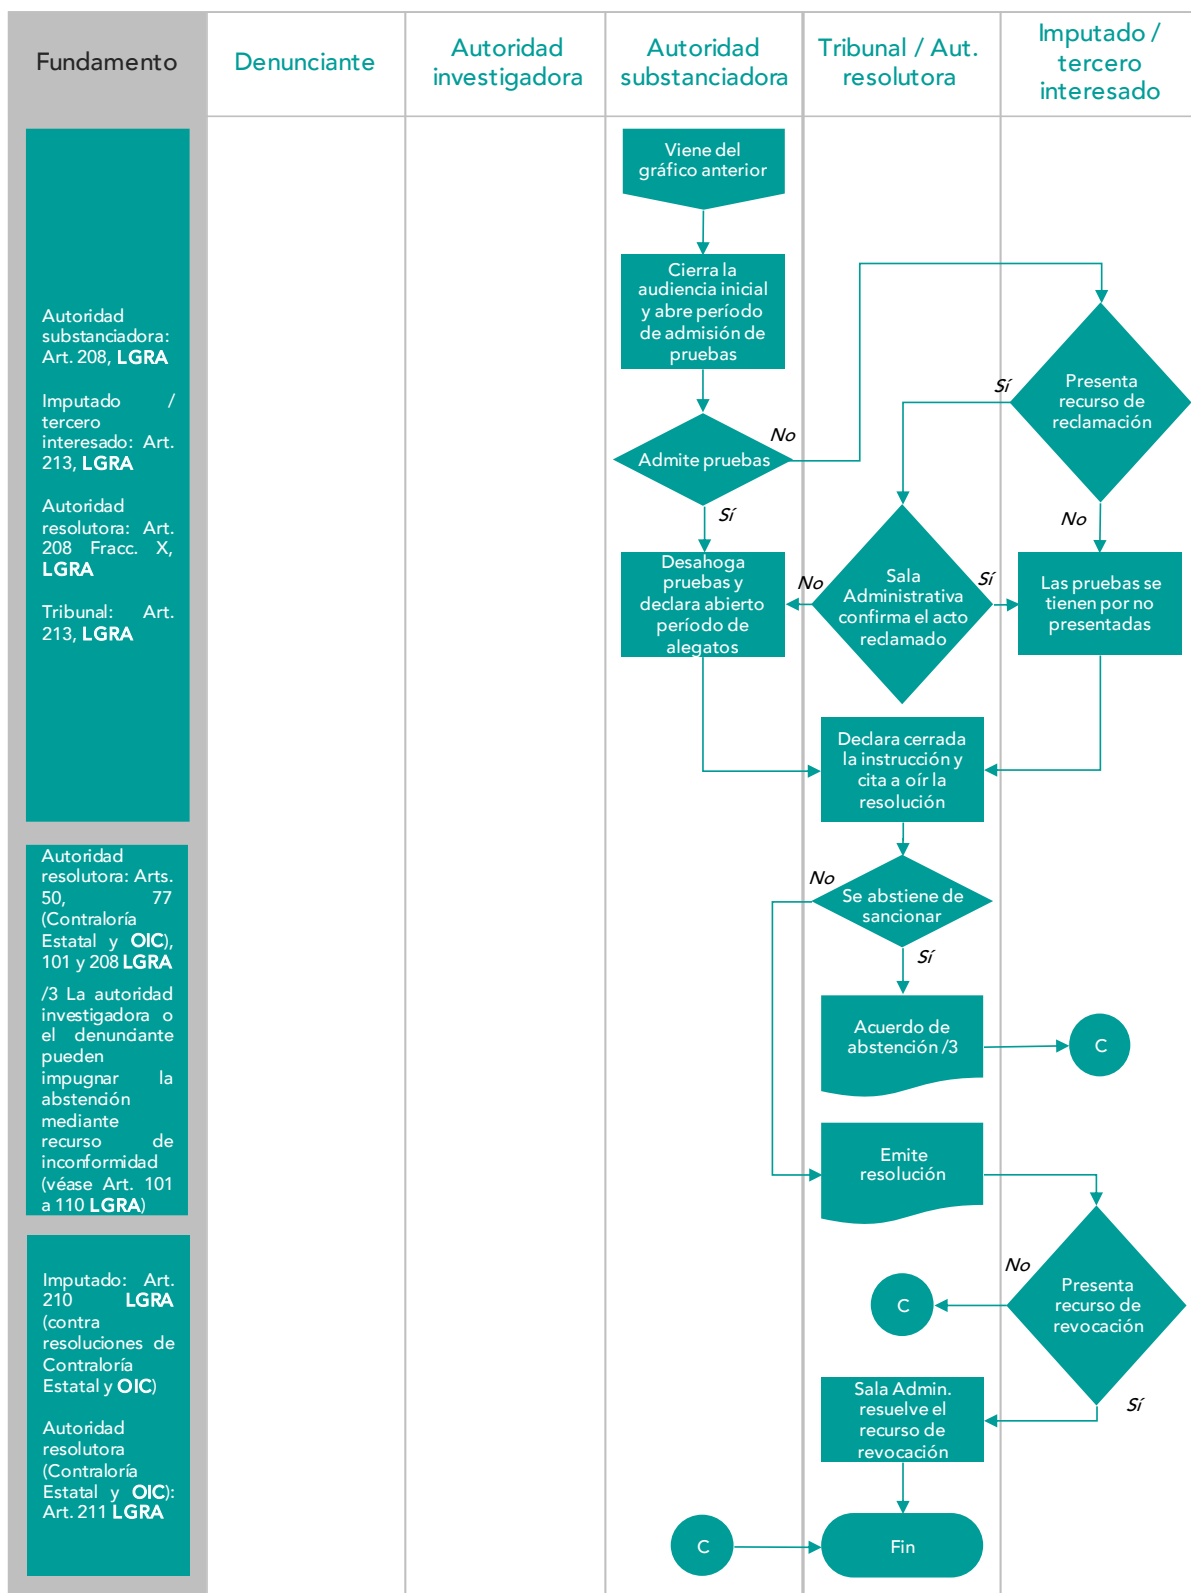 Fundamento
Denunciante
Autoridad
investigadora
Autoridad
substanciadora
Tribunal / Aut.
resolutora
Imputado /
tercero
interesado
Autoridad
substanciadora:
Art. 208, LGRA
Imputado /
tercero
interesado: Art.
213, LGRA
Autoridad
resolutora: Art.
208 Fracc. X,
LGRA
Tribunal: Art.
213, LGRA
Viene del
gráfico anterior
Cierra la
audiencia inicial
y abre período
de admisión de
pruebas
Admite pruebas
No
Sí
Presenta
recurso de
reclamación
Sí
No
Desahoga
pruebas y
declara abierto
período de
alegatos
No
Sala
Administrativa
confirma el acto
reclamado
Sí
Las pruebas se
tienen por no
presentadas
Declara cerrada
la instrucción y
cita a oír la
resolución
Autoridad
resolutora: Arts.
50, 77
(Contraloría
Estatal y OIC),
101 y 208 LGRA
/3 La autoridad
investigadora o
el denunciante
pueden
impugnar la
abstención
mediante
recurso de
inconformidad
(véase Art. 101
a 110 LGRA)
No
Se abstiene de
sancionar
Sí
Acuerdo de
abstención /3
C
Emite
resolución
Imputado: Art.
210 LGRA
(contra
resoluciones de
Contraloría
Estatal y OIC)
Autoridad
resolutora
(Contraloría
Estatal y OIC):
Art. 211 LGRA
No
Presenta
recurso de
revocación
C
Sí
Sala Admin.
resuelve el
recurso de
revocación
C
Fin